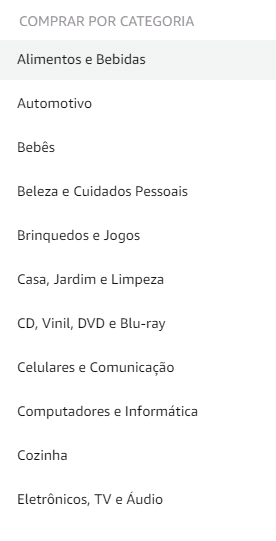 COMPRAR POR CATEGORIA
Alimentos e Bebidas
Automotivo
Bebês
Beleza e Cuidados Pessoais
Brinquedos e Jogos
Casa, Jardim e Limpeza
CD, Vinil, DVD e Blu-ray
Celulares e Comunicação
Computadores e Informática
Cozinha
Eletrônicos, TV e Áudio